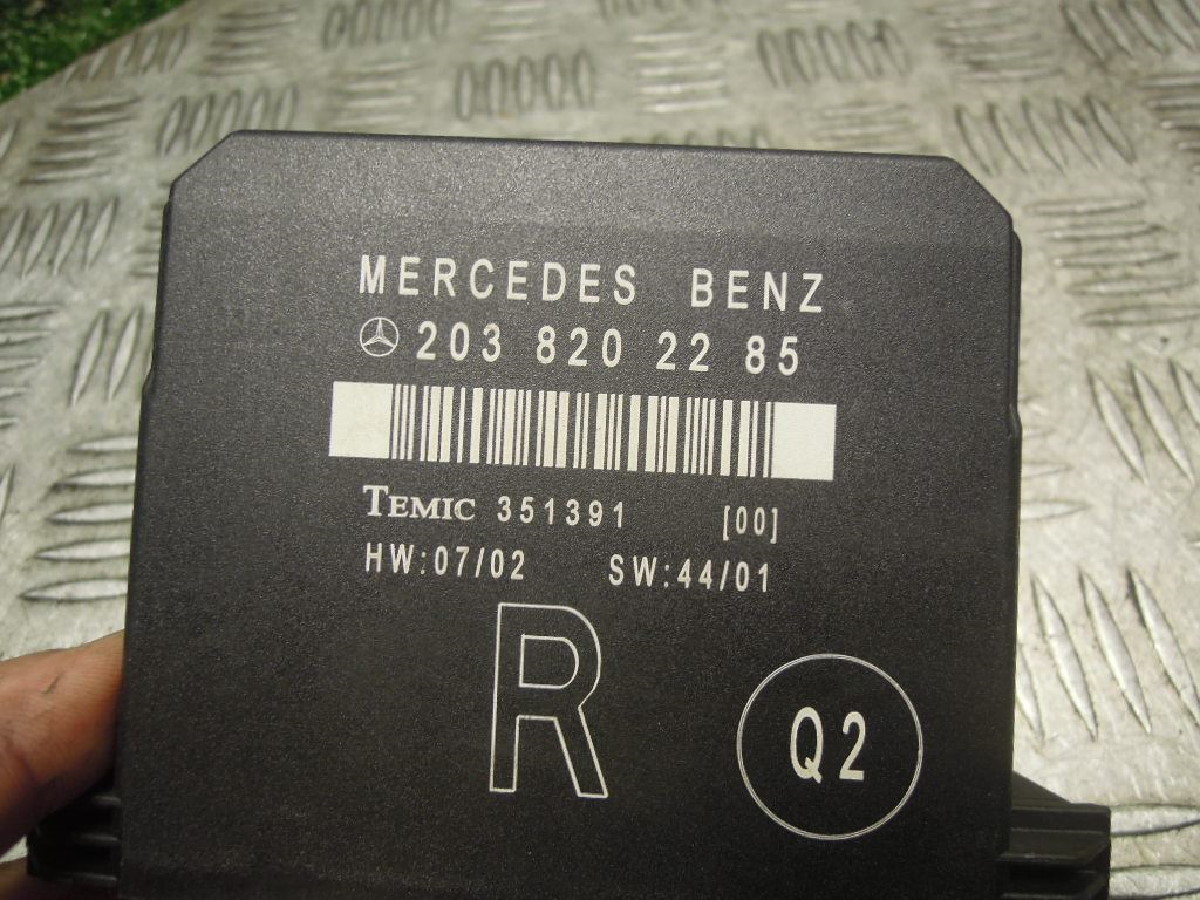 MERCEDES BENZ
203 820 22 85
TEMIC 351391 [00]
HW:07/02 SW:44/01
R
Q2